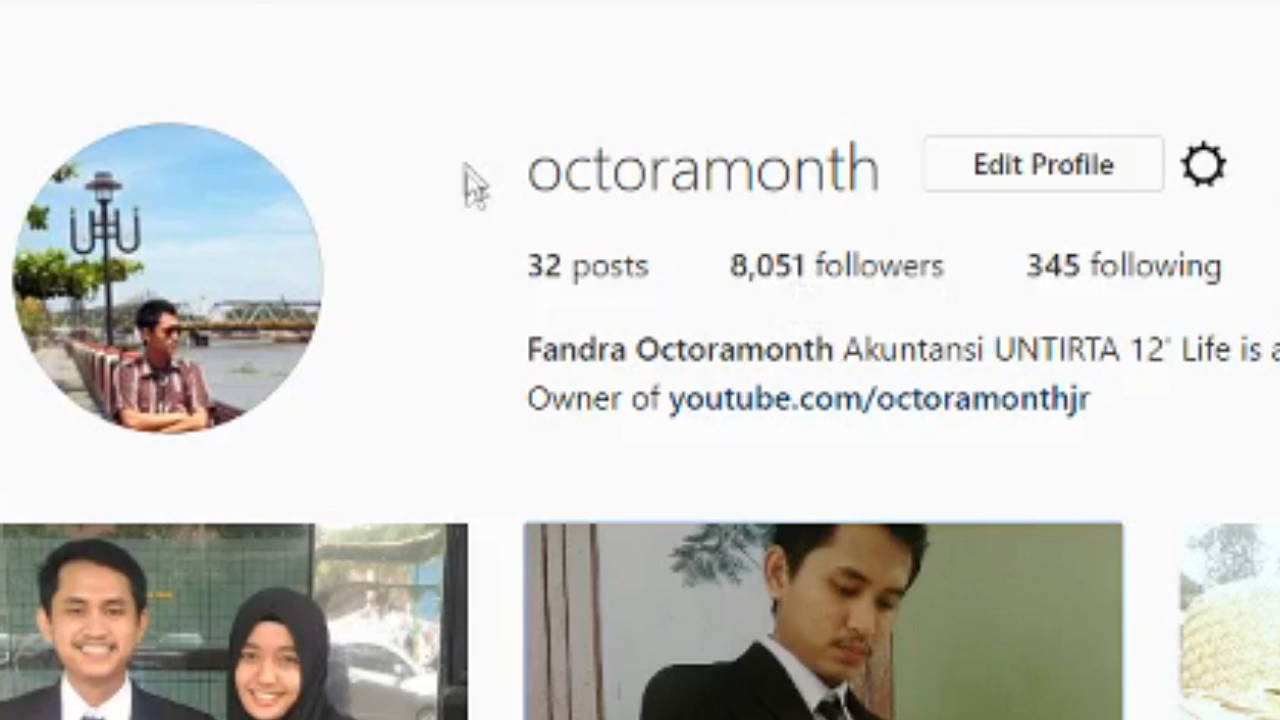 octoramonth Edit Profile
32 posts 8,051 followers 345 following
Fandra Octoramonth Akuntansi UNTIRTA 12' Life is a
Owner of youtube.com/octoramonthjr